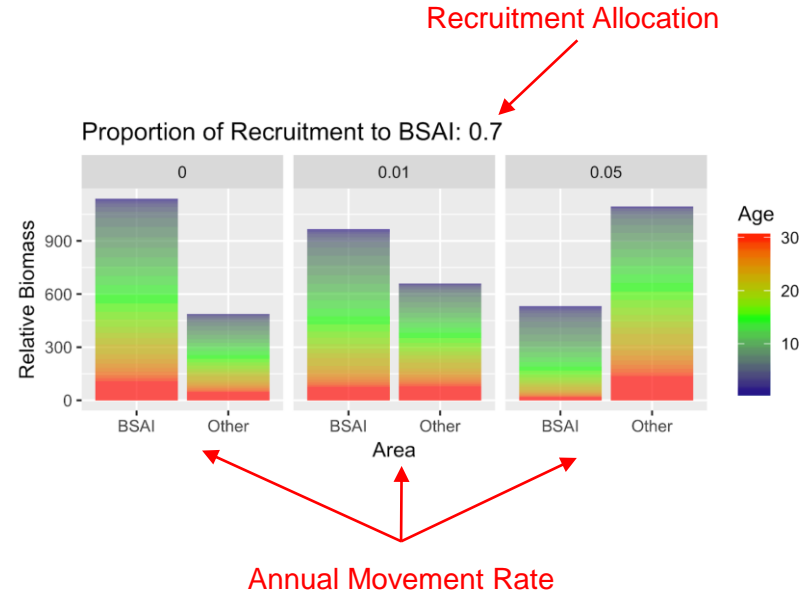 Recruitment Allocation
Proportion of Recruitment to BSAI: 0.7
0 0.01 0.05
Relative Biomass
900
600
300
0
BSAI Other BSAI Other BSAI Other
Area
Age
30
20
10
Annual Movement Rate